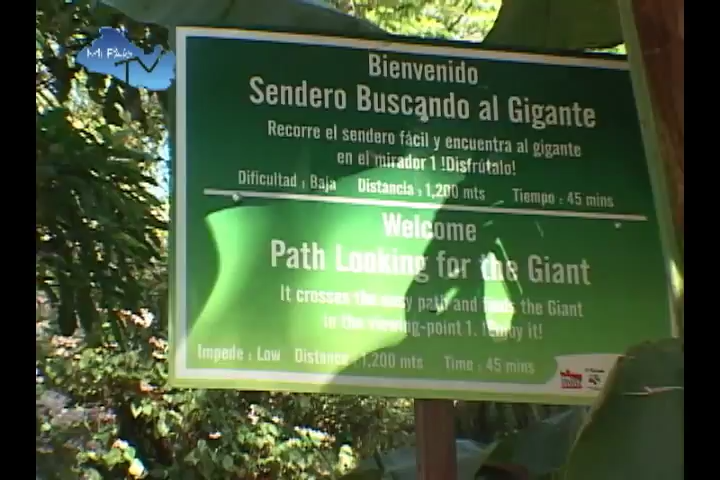 Mi Pulso
TV
Bienvenido
Sendero Buscando al Gigante
Recorre el sendero fácil y encuentra al gigante
en el mirador 1 !Disfrútalo!
Dificultad : Baja Distancia : 1,200 mts Tiempo : 45 mins
Welcome
Path Looking for the Giant
It crosses the easy path and finds the Giant
in the viewing-point 1. !Enjoy it!
Impede : Low Distance : 1,200 mts Time : 45 mins